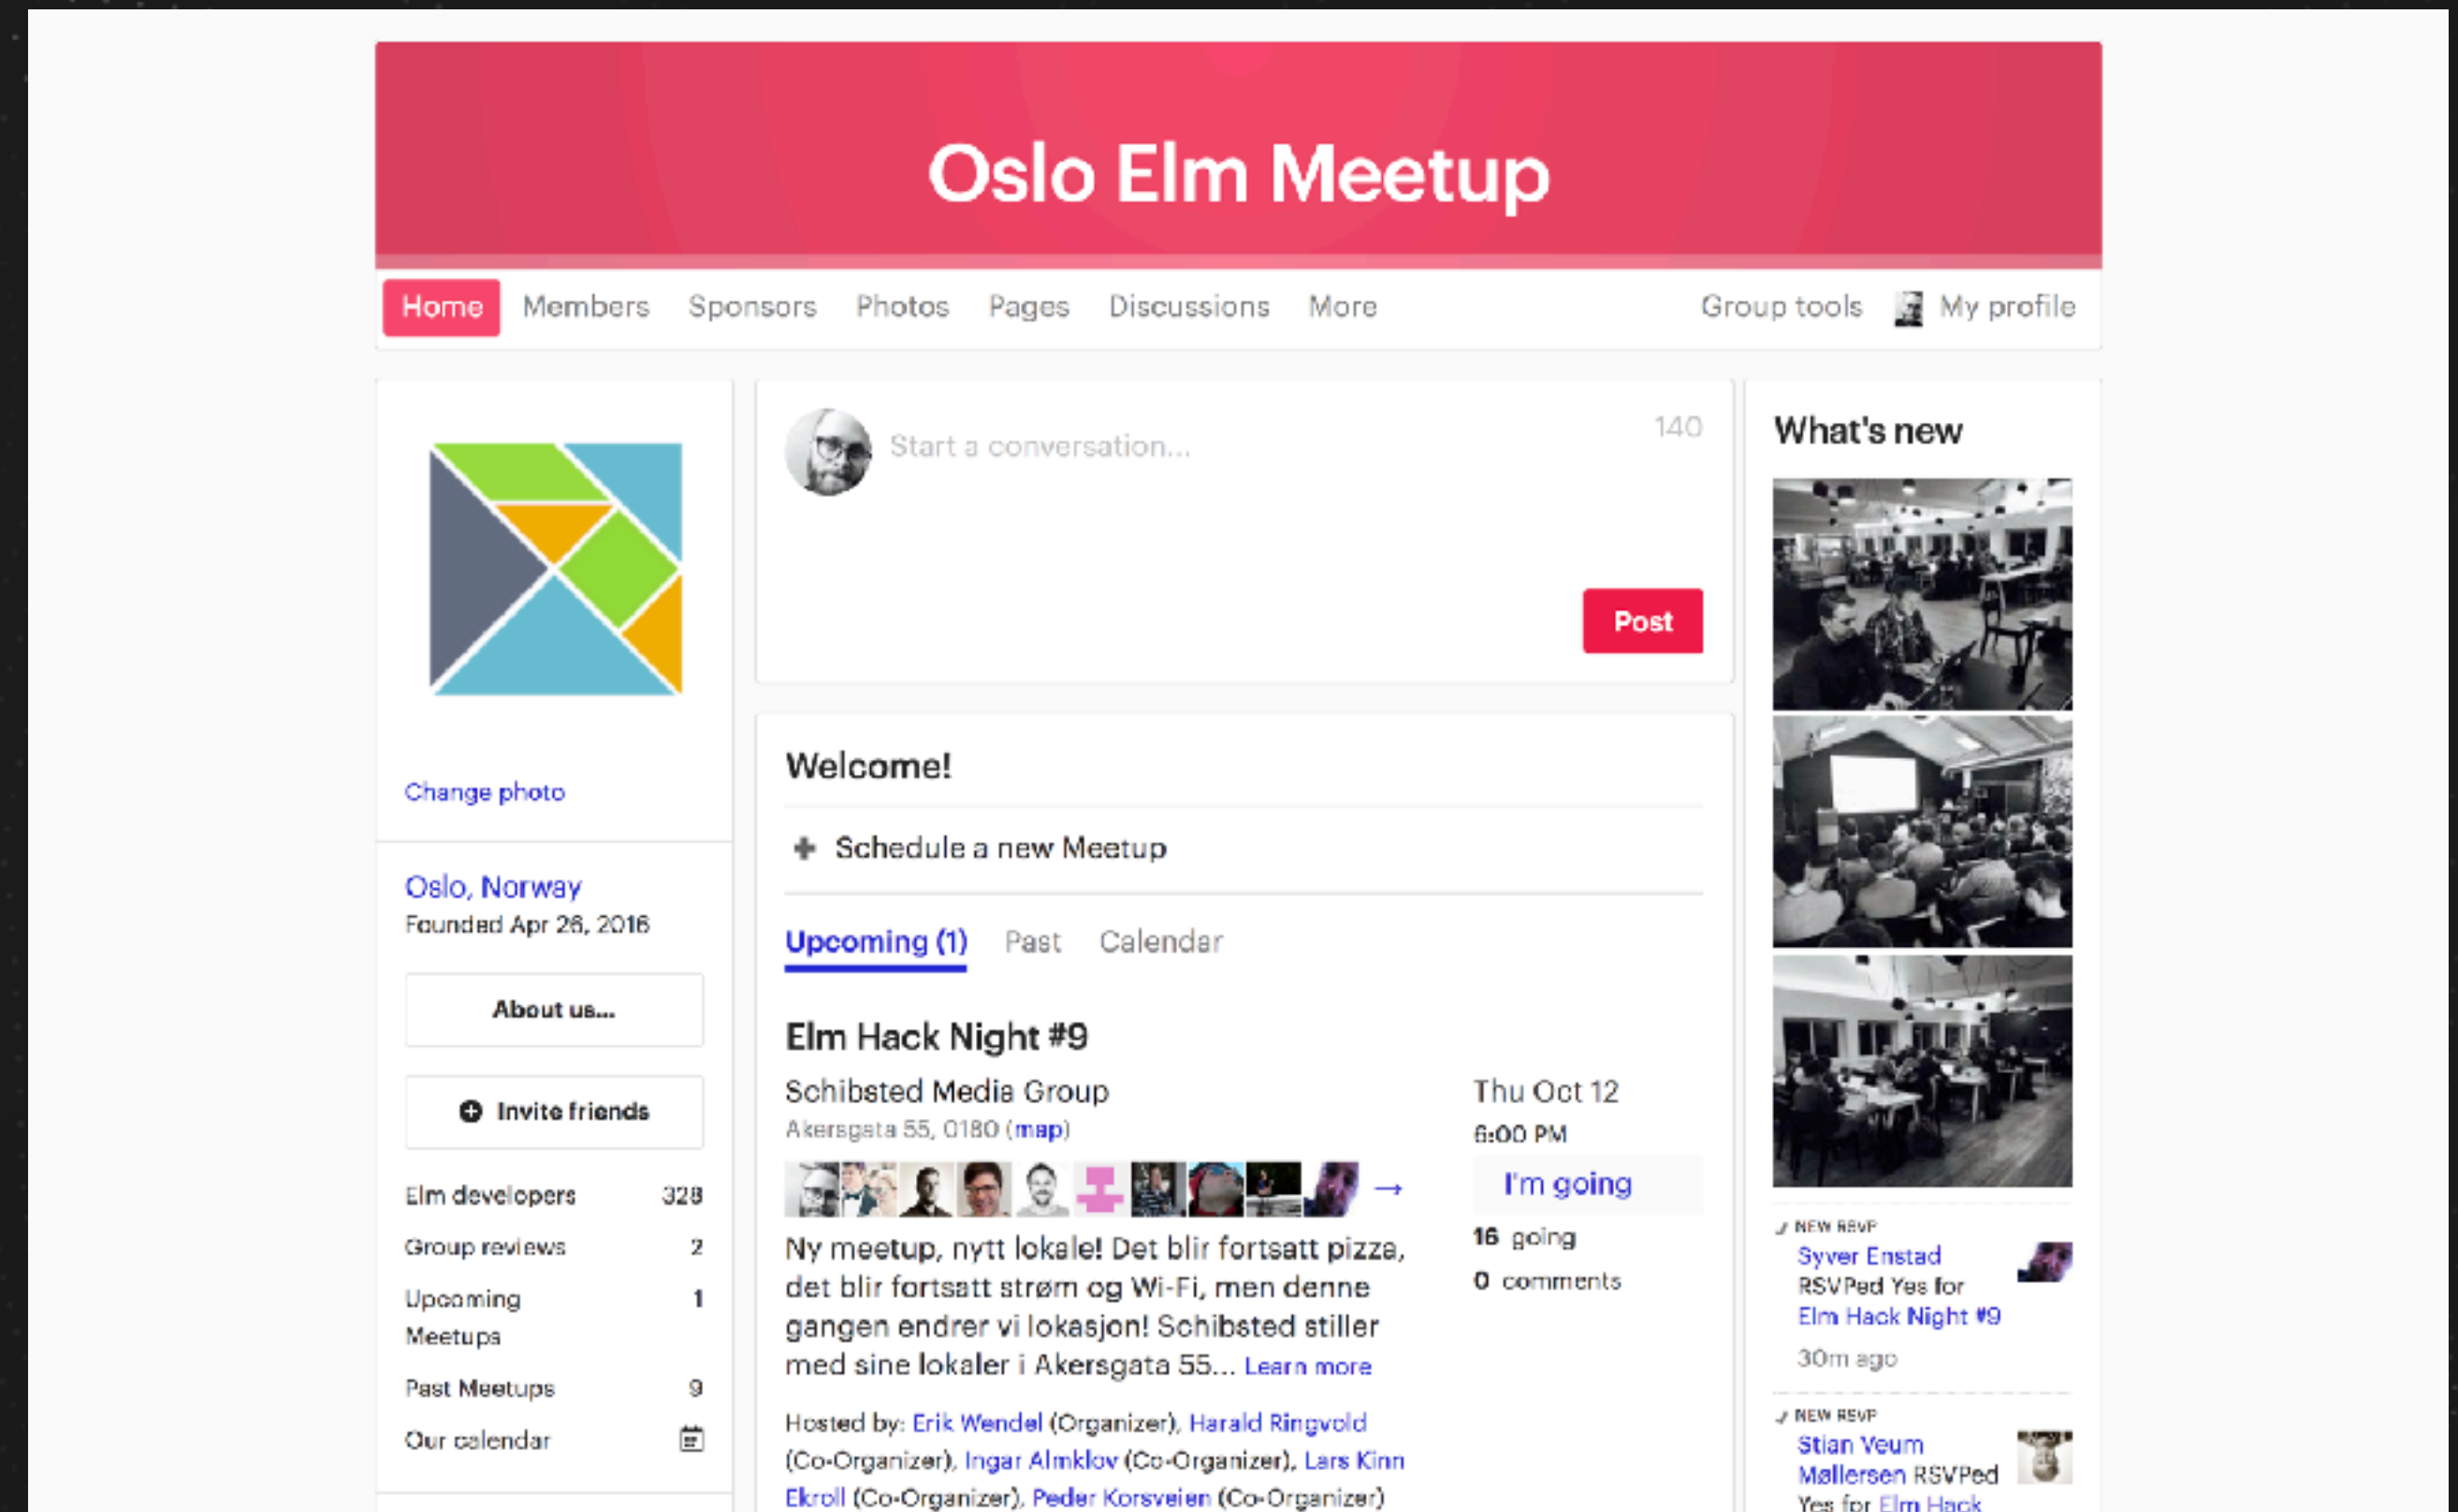 Oslo Elm Meetup
Home Members Sponsors Photos Pages Discussions More Group tools My profile
Change photo
Oslo, Norway
Founded Apr 26, 2016
About us...
Invite friends
Elm developers 328
Group reviews 2
Upcoming Meetups 1
Past Meetups 9
Our calendar
Start a conversation...
140
Post
Welcome!
Schedule a new Meetup
Upcoming (1) Past Calendar
Elm Hack Night #9
Schibsted Media Group
Akersgata 55, 0180 (map)
Ny meetup, nytt lokale! Det blir fortsatt pizza,
det blir fortsatt strøm og Wi-Fi, men denne
gangen endrer vi lokasjon! Schibsted stiller
med sine lokaler i Akersgata 55... Learn more
Hosted by: Erik Wendel (Organizer), Harald Ringvold
(Co-Organizer), Ingar Almklov (Co-Organizer), Lars Kinn
Ekroll (Co-Organizer), Peder Korsveien (Co-Organizer)
Thu Oct 12
6:00 PM
I'm going
16 going
0 comments
What's new
NEW RSVP
Syver Enstad
RSVPed Yes for
Elm Hack Night #9
30m ago
NEW RSVP
Stian Veum
Møllersen RSVPed
Yes for Elm Hack